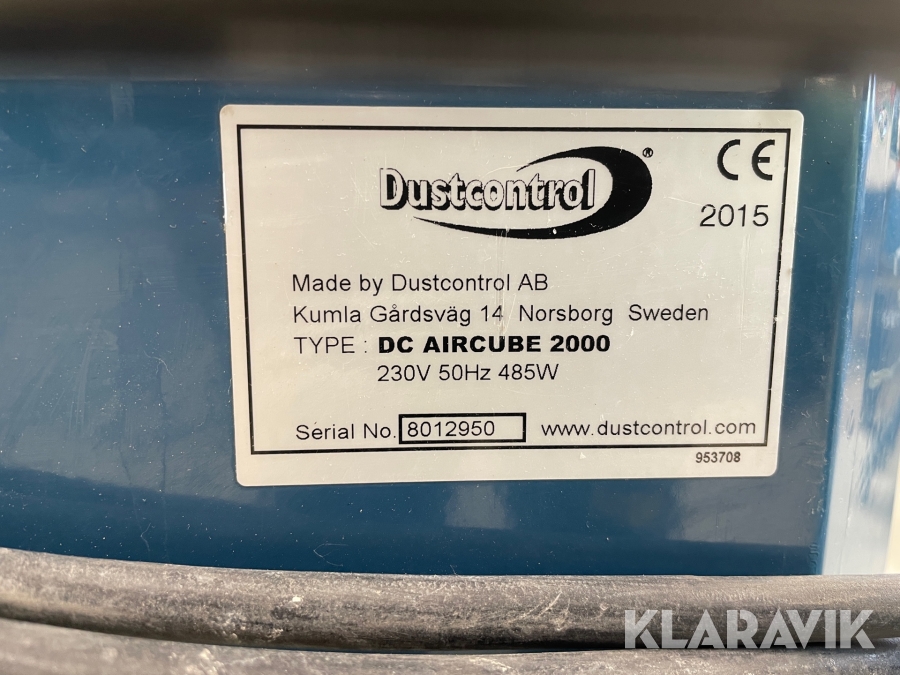 Dustcontrol ®
CE
2015
Made by Dustcontrol AB
Kumla Gårdsväg 14 Norsborg Sweden
TYPE : DC AIRCUBE 2000
230V 50Hz 485W
Serial No. 8012950 www.dustcontrol.com
953708
KLARAVIK